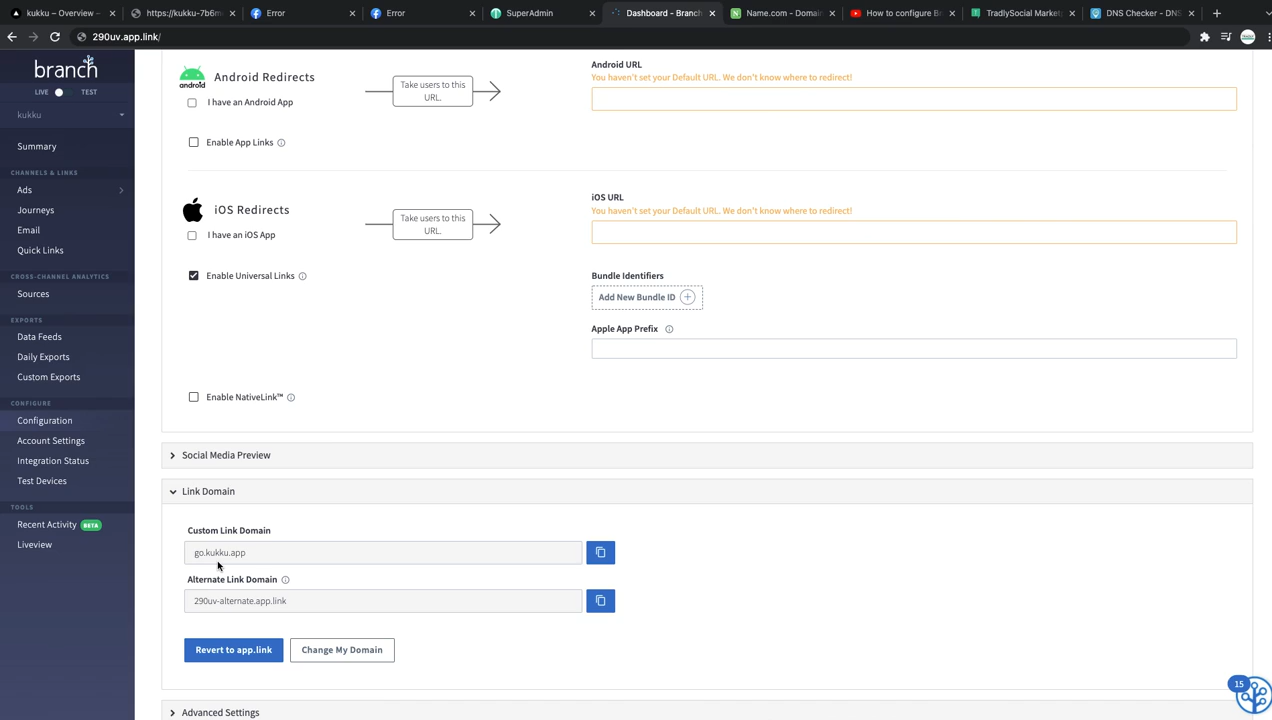 kukku – Overview –
https://kukku-7b6m
Error
Error
SuperAdmin
Dashboard - Branch
Name.com - Domain
How to configure Br
TradlySocial Market
DNS Checker - DNS
290uv.app.link/
branch
LIVE TEST
kukku
Summary
CHANNELS & LINKS
Ads
Journeys
Email
Quick Links
CROSS-CHANNEL ANALYTICS
Sources
EXPORTS
Data Feeds
Daily Exports
Custom Exports
CONFIGURE
Configuration
Account Settings
Integration Status
Test Devices
TOOLS
Recent Activity BETA
Liveview
android
Android Redirects
I have an Android App
Take users to this
URL.
Android URL
You haven't set your Default URL. We don't know where to redirect!
Enable App Links
iOS Redirects
I have an iOS App
Take users to this
URL.
iOS URL
You haven't set your Default URL. We don't know where to redirect!
Enable Universal Links
Bundle Identifiers
Add New Bundle ID
Apple App Prefix
Enable NativeLink™
Social Media Preview
Link Domain
Custom Link Domain
go.kukku.app
Alternate Link Domain
290uv-alternate.app.link
Revert to app.link
Change My Domain
Advanced Settings
15